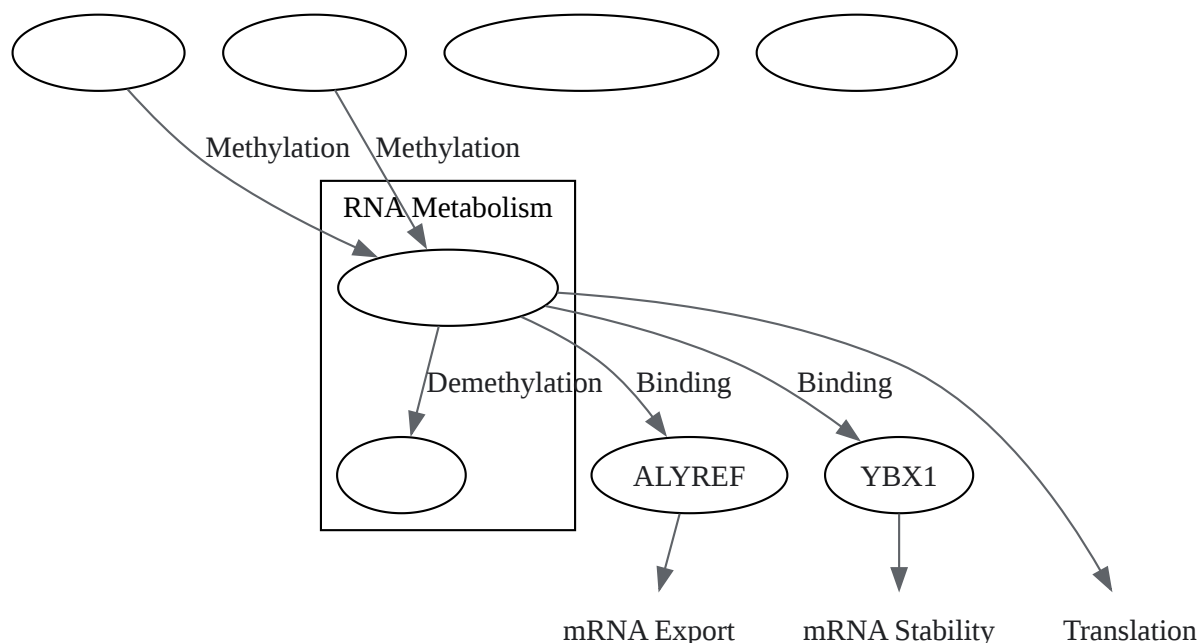 Methylation
Methylation
RNA Metabolism
Demethylation
Binding
Binding
ALYREF
YBX1
mRNA Export
mRNA Stability
Translation